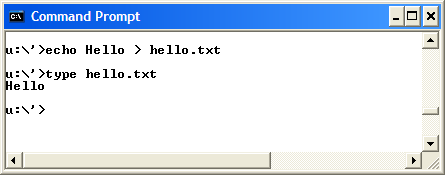 Command Prompt
u:\'>echo Hello > hello.txt
u:\'>type hello.txt
Hello
u:\'>